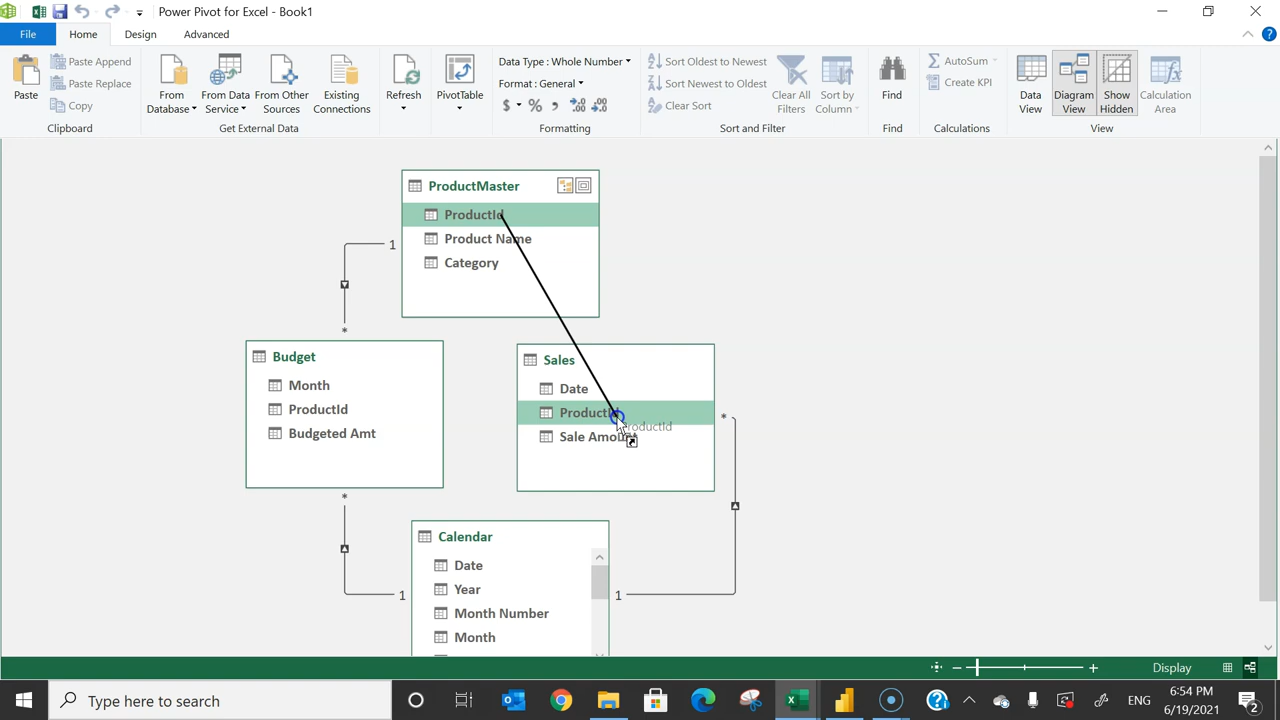 Power Pivot for Excel - Book1
File Home Design Advanced
Paste
Paste Append
Paste Replace
Copy
Clipboard
From Database
From Data Service
From Other Sources
Existing Connections
Get External Data
Refresh
PivotTable
Data Type : Whole Number
Format : General
$ % ,
Formatting
Sort Oldest to Newest
Sort Newest to Oldest
Clear Sort
Clear All Filters
Sort by Column
Sort and Filter
Find
Find
AutoSum
Create KPI
Calculations
Data View
Diagram View
Show Hidden
Calculation Area
View
ProductMaster
ProductId
Product Name
Category
1
*
Budget
Month
ProductId
Budgeted Amt
Sales
Date
ProductId
Sale Amount
ProductId
*
*
Calendar
Date
Year
Month Number
Month
1
1
Display
Type here to search
ENG
6:54 PM
6/19/2021
2